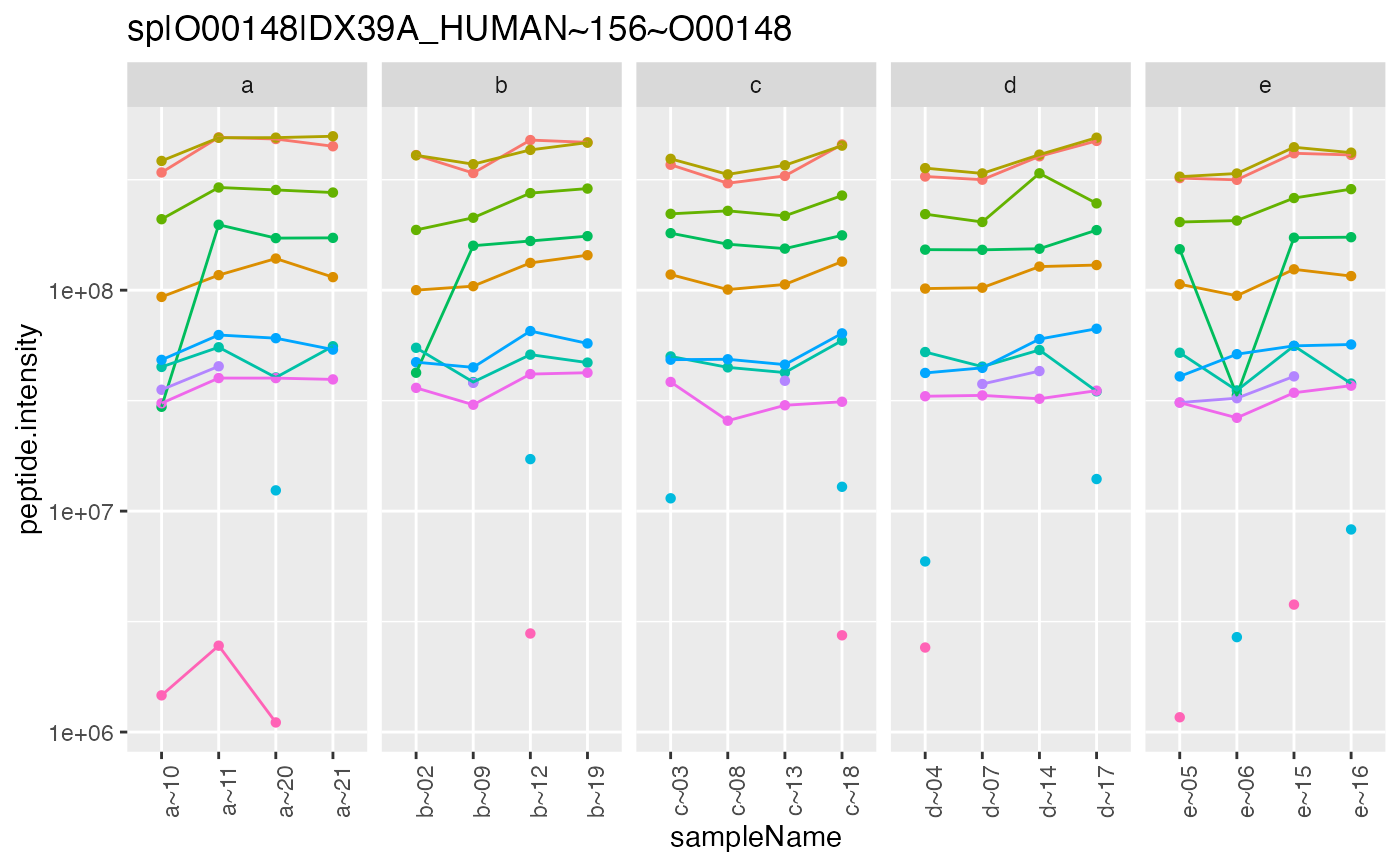 sp|O00148|DX39A_HUMAN~156~O00148
a b c d e
peptide.intensity
1e+08
1e+07
1e+06
a~10 a~11 a~20 a~21 b~02 b~09 b~12 b~19 c~03 c~08 c~13 c~18 d~04 d~07 d~14 d~17 e~05 e~06 e~15 e~16
sampleName